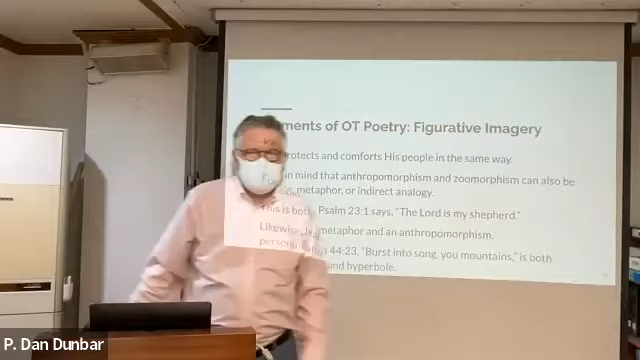 ments of OT Poetry: Figurative Imagery
rotects and comforts His people in the same way.
in mind that anthropomorphism and zoomorphism can also be
metaphor, or indirect analogy.
This is both Psalm 23:1 says, "The Lord is my shepherd."
Likewise, metaphor and an anthropomorphism.
44:23, "Burst into song, you mountains," is both
and hyperbole.
P. Dan Dunbar